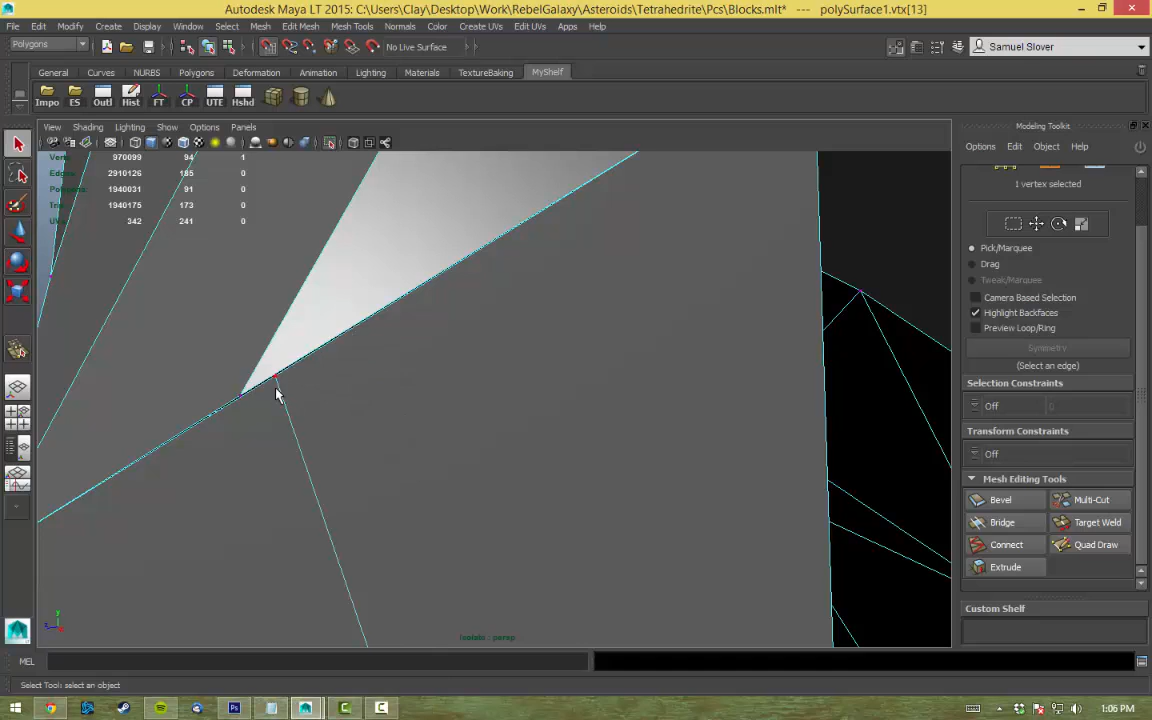 Autodesk Maya LT 2015: C:\Users\Clay\Desktop\Work\RebelGalaxy\Asteroids\Tetrahedrite\Pcs\Blocks.mlt* --- polySurface1.vtx[13]
File Edit Modify Create Display Window Select Mesh Edit Mesh Mesh Tools Normals Color Create UVs Edit UVs Apps Help
Polygons No Live Surface Samuel Slover
General Curves NURBS Polygons Deformation Animation Lighting Materials TextureBaking MyShelf
Impo ES Outl Hist FT CP UTE Hshd
View Shading Lighting Show Options Panels
Modeling Toolkit
Options Edit Object Help
970099 94 1
Edges 2910126 185 0
1940031 91 0
1940175 173 0
342 241 0
1 vertex selected
Pick/Marquee
Drag
Tweak/Marquee
Camera Based Selection
Highlight Backfaces
Preview Loop/Ring
Symmetry
(Select an edge)
Selection Constraints
Off 0
Transform Constraints
Off
Mesh Editing Tools
Bevel Multi-Cut
Bridge Target Weld
Connect Quad Draw
Extrude
Custom Shelf
y
z
: persp
MEL
Select Tool: select an object
1:06 PM